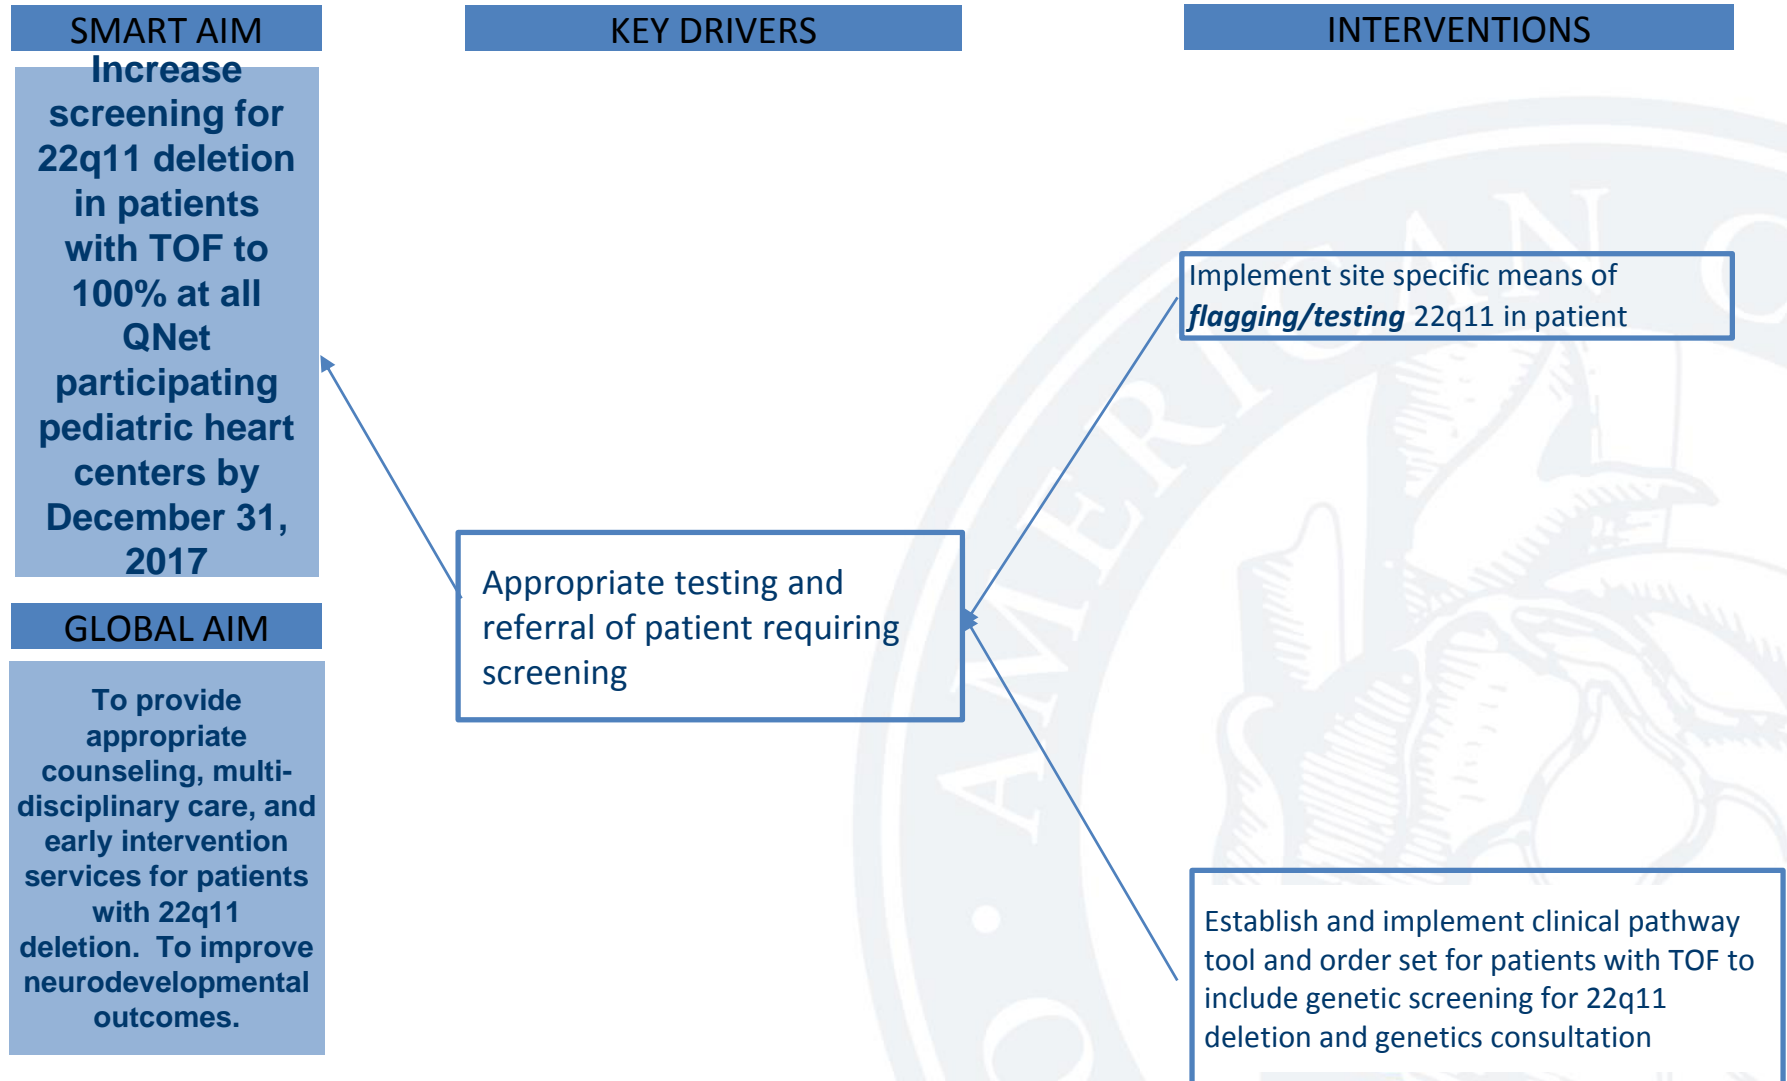 SMART AIM
Increase
screening for
22q11 deletion
in patients
with TOF to
100% at all
QNet
participating
pediatric heart
centers by
December 31,
2017
GLOBAL AIM
To provide
appropriate
counseling, multi-
disciplinary care, and
early intervention
services for patients
with 22q11
deletion.  To improve
neurodevelopmental
outcomes.
KEY DRIVERS
Appropriate testing and
referral of patient requiring
screening
INTERVENTIONS
Implement site specific means of
flagging/testing 22q11 in patient
Establish and implement clinical pathway
tool and order set for patients with TOF to
include genetic screening for 22q11
deletion and genetics consultation
AMERICAN